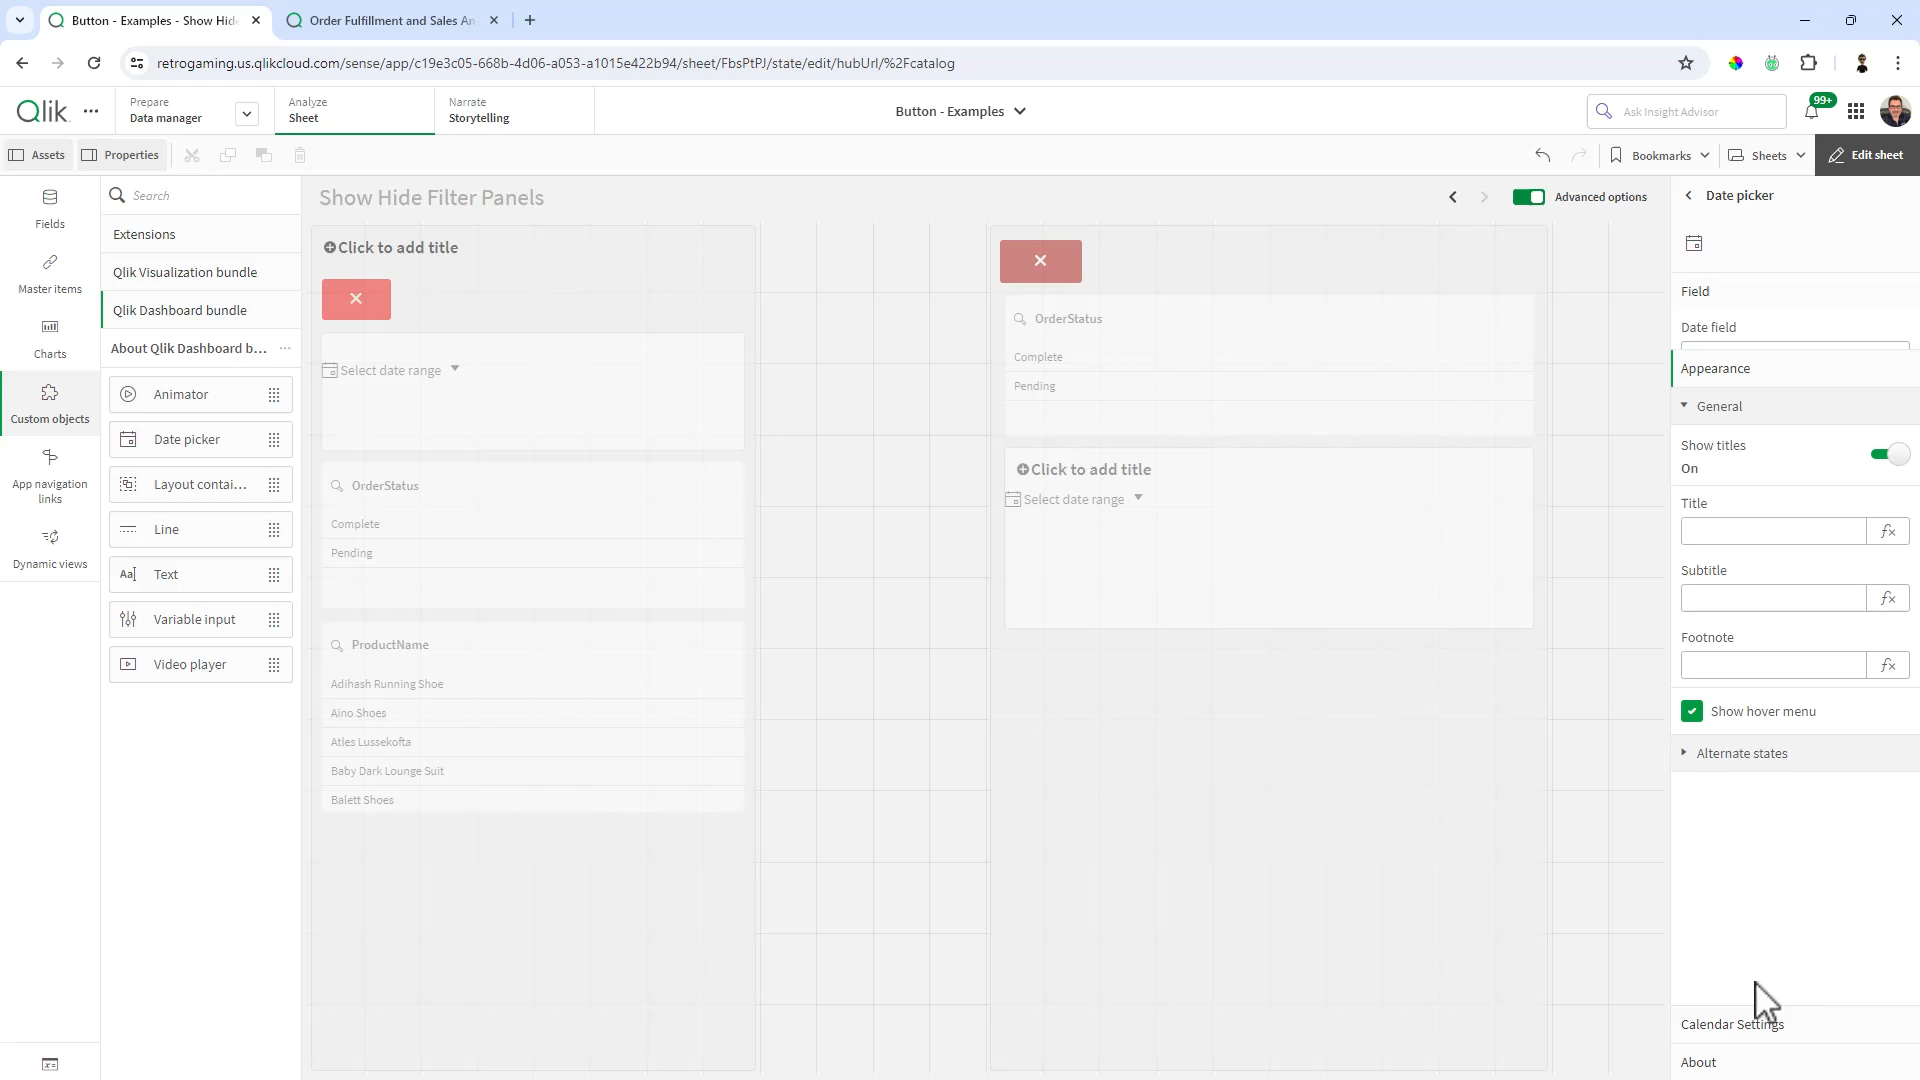 Button - Examples - Show Hid
Order Fulfillment and Sales An
retrogaming.us.qlikcloud.com/sense/app/c19e3c05-668b-4d06-a053-a1015e422b94/sheet/FbsPtPJ/state/edit/hubUrl/%2Fcatalog
Qlik
Prepare
Data manager
Analyze
Sheet
Narrate
Storytelling
Button - Examples
Ask Insight Advisor
99+
Assets
Properties
Bookmarks
Sheets
Edit sheet
Fields
Master items
Charts
Custom objects
App navigation
links
Dynamic views
Search
Extensions
Qlik Visualization bundle
Qlik Dashboard bundle
About Qlik Dashboard b...
Animator
Date picker
Layout contai...
Line
Text
Variable input
Video player
Show Hide Filter Panels
Advanced options
Click to add title
Select date range
OrderStatus
Complete
Pending
ProductName
Adihash Running Shoe
Aino Shoes
Atles Lussekofta
Baby Dark Lounge Suit
Balett Shoes
OrderStatus
Complete
Pending
Click to add title
Select date range
Date picker
Field
Date field
Appearance
General
Show titles
On
Title
fx
Subtitle
fx
Footnote
fx
Show hover menu
Alternate states
Calendar Settings
About